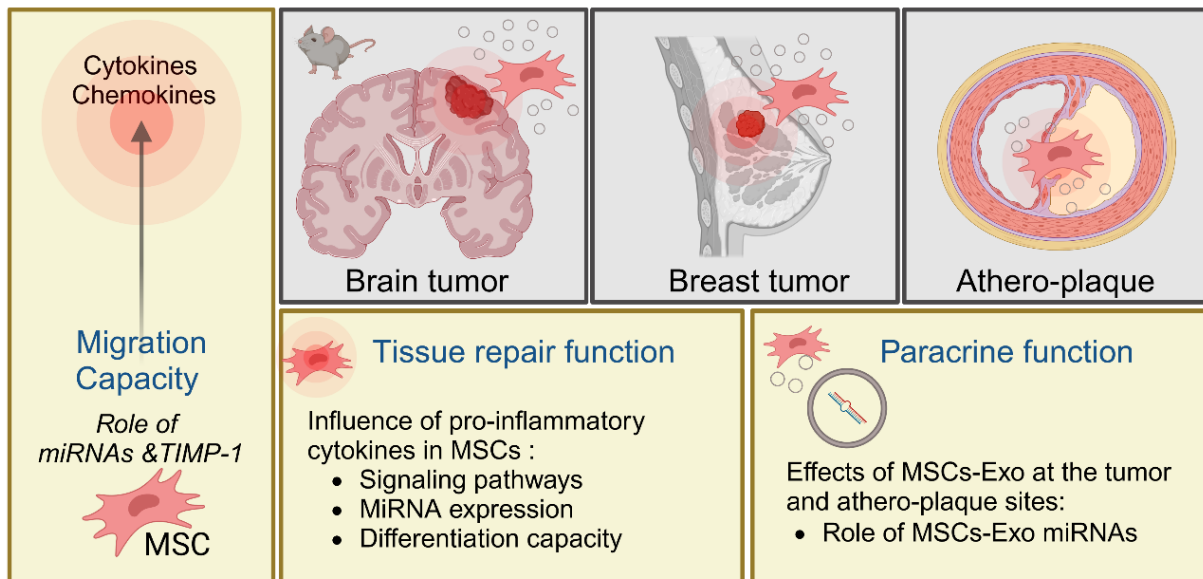 Cytokines
Chemokines
Migration
Capacity
Role of
miRNAs &TIMP-1
MSC
Brain tumor
Breast tumor
Athero-plaque
Tissue repair function
Influence of pro-inflammatory
cytokines in MSCs :
• Signaling pathways
• MiRNA expression
• Differentiation capacity
Paracrine function
Effects of MSCs-Exo at the tumor
and athero-plaque sites:
• Role of MSCs-Exo miRNAs